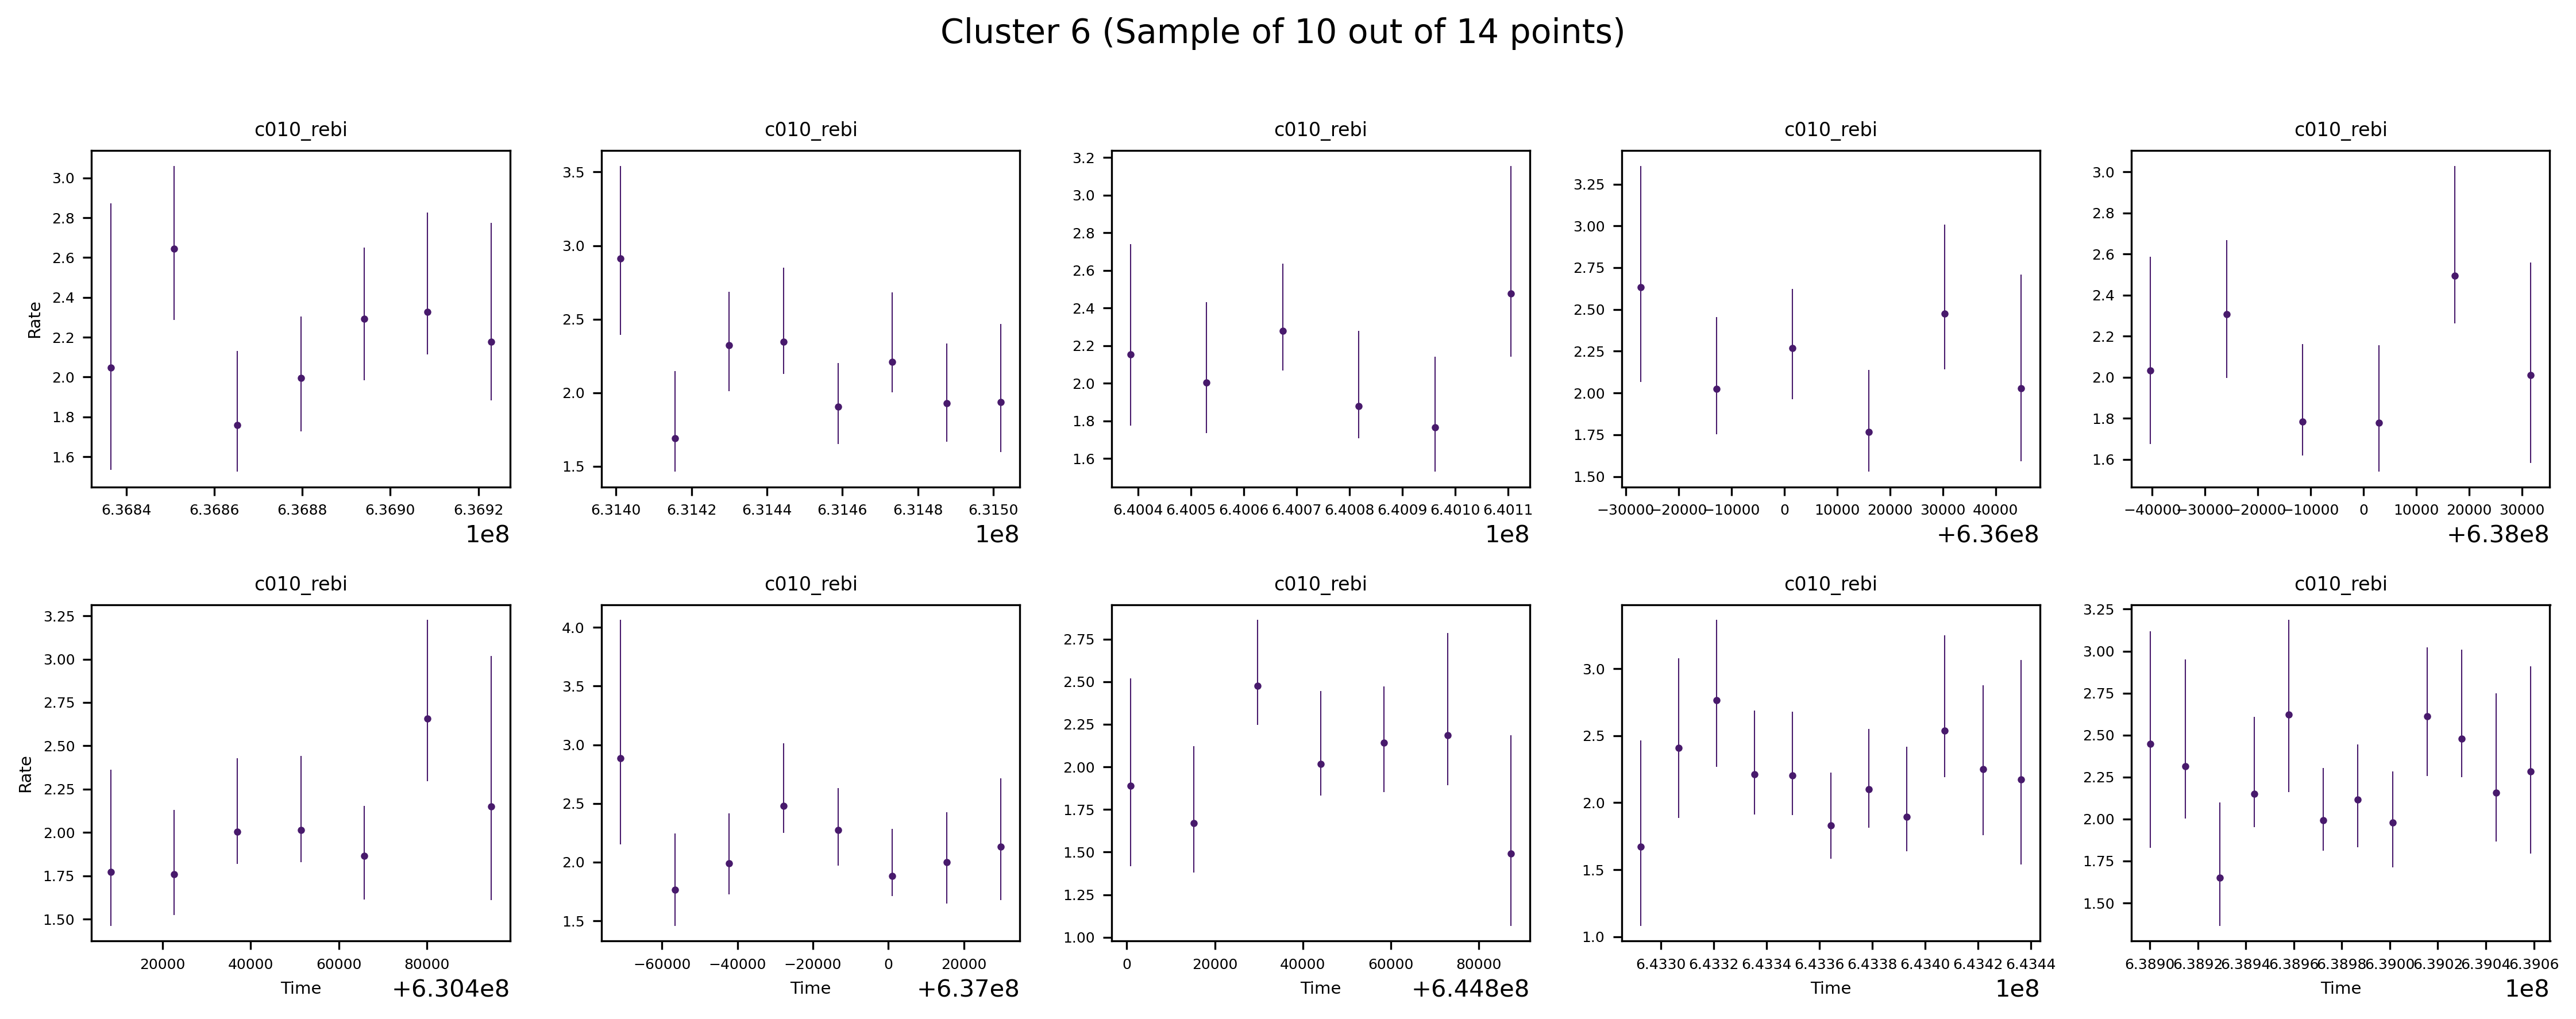 Cluster 6 (Sample of 10 out of 14 points)
c010_rebi c010_rebi c010_rebi c010_rebi c010_rebi
Rate
3.0 2.8 2.6 2.4 2.2 2.0 1.8 1.6
6.3684 6.3686 6.3688 6.3690 6.3692
1e8
3.5 3.0 2.5 2.0 1.5
6.3140 6.3142 6.3144 6.3146 6.3148 6.3150
1e8
3.2 3.0 2.8 2.6 2.4 2.2 2.0 1.8 1.6
6.4004 6.4005 6.4006 6.4007 6.4008 6.4009 6.4010 6.4011
1e8
3.25 3.00 2.75 2.50 2.25 2.00 1.75 1.50
−30000 −20000 −10000 0 10000 20000 30000 40000
+6.36e8
3.0 2.8 2.6 2.4 2.2 2.0 1.8 1.6
−40000 −30000 −20000 −10000 0 10000 20000 30000
+6.38e8
c010_rebi c010_rebi c010_rebi c010_rebi c010_rebi
Rate
3.25 3.00 2.75 2.50 2.25 2.00 1.75 1.50
20000 40000 60000 80000
Time +6.304e8
4.0 3.5 3.0 2.5 2.0 1.5
−60000 −40000 −20000 0 20000
Time +6.37e8
2.75 2.50 2.25 2.00 1.75 1.50 1.25 1.00
0 20000 40000 60000 80000
Time +6.448e8
3.0 2.5 2.0 1.5 1.0
6.4330 6.4332 6.4334 6.4336 6.4338 6.4340 6.4342 6.4344
Time 1e8
3.25 3.00 2.75 2.50 2.25 2.00 1.75 1.50
6.3890 6.3892 6.3894 6.3896 6.3898 6.3900 6.3902 6.3904 6.3906
Time 1e8